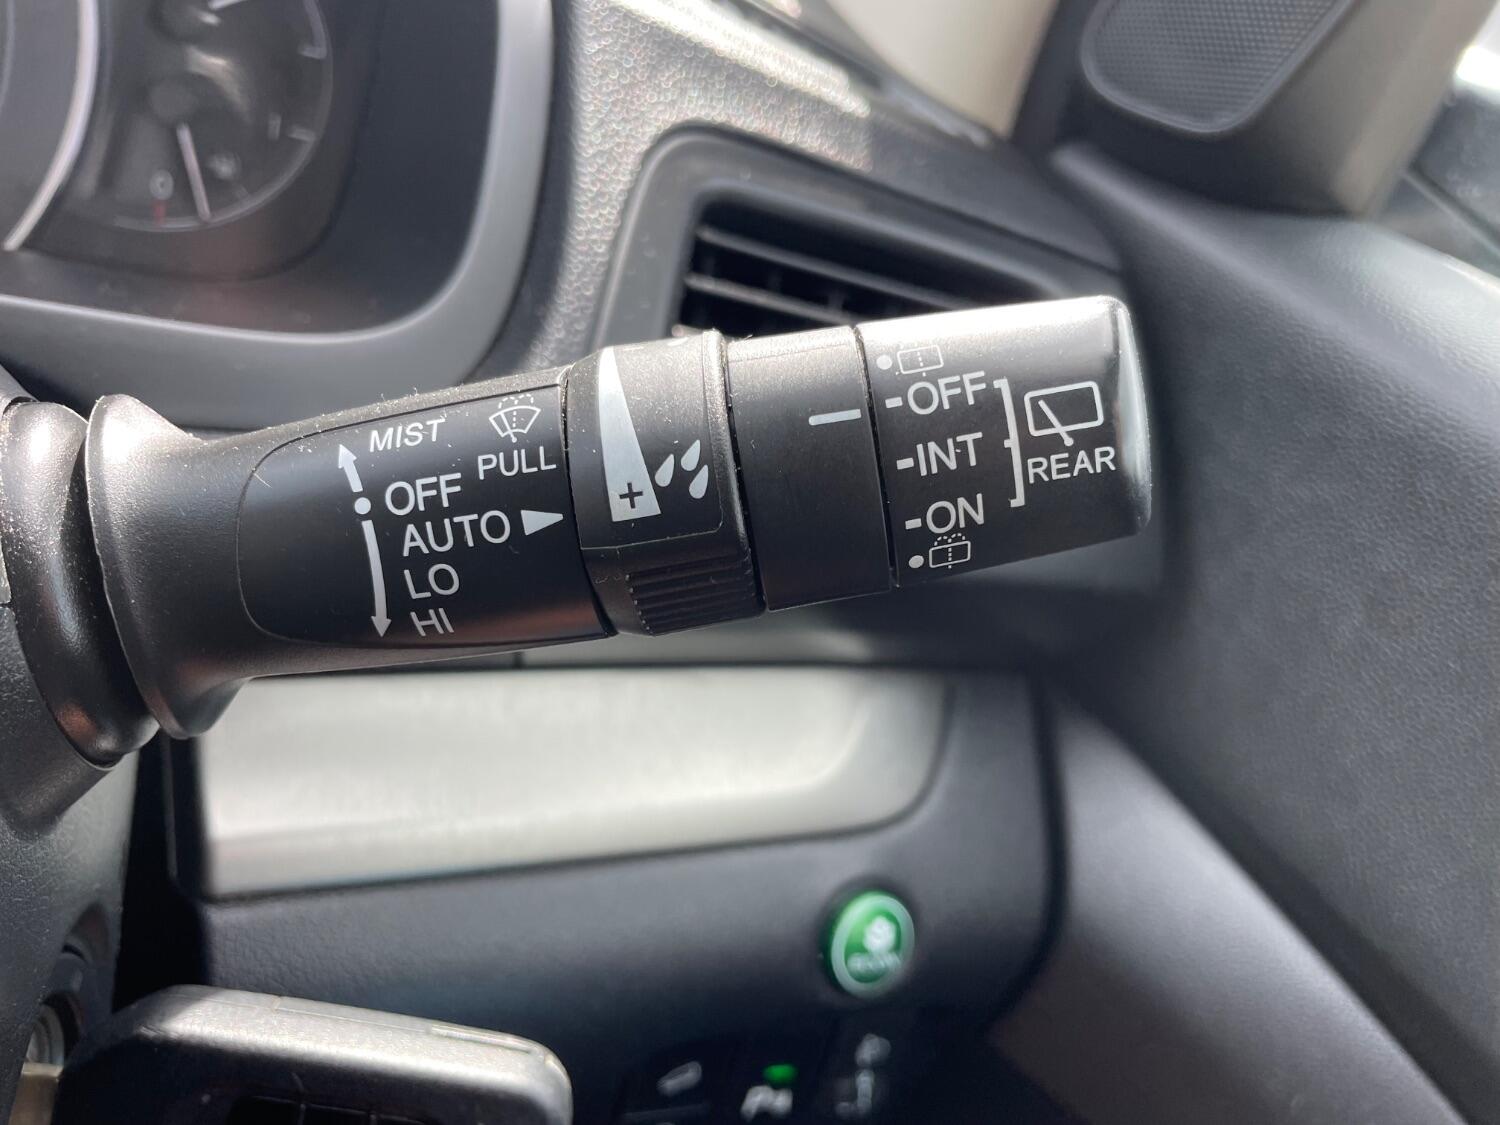 MIST
PULL
OFF
AUTO
LO
HI
+
-OFF
-INT
-ON
REAR